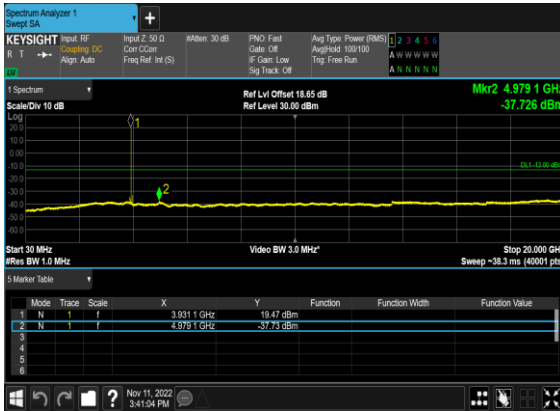 Spectrum Analyzer 1
Swept SA
+
KEYSIGHT Input: RF Input Z: 50 Ω #Atten: 30 dB PNO: Fast Avg Type: Power (RMS) 1 2 3 4 5 6
R T Coupling: DC Corr CCorr Gate: Off Avg|Hold: 100/100 A W W W W W
Align: Auto Freq Ref: Int (S) IF Gain: Low Trig: Free Run
Sig Track: Off A N N N N N
1 Spectrum Ref Lvl Offset 18.65 dB Mkr2 4.979 1 GHz
Scale/Div 10 dB Ref Level 30.00 dBm -37.726 dBm
Log
20.0
10.0
0.00
-10.0
DL1 -13.00 dBm
-20.0
-30.0
-40.0
-50.0
-60.0
1
2
Start 30 MHz Video BW 3.0 MHz* Stop 20.000 GHz
#Res BW 1.0 MHz Sweep ~38.3 ms (40001 pts)
5 Marker Table
Mode Trace Scale X Y Function Function Width Function Value
1 N 1 f 3.931 1 GHz 19.47 dBm
2 N 1 f 4.979 1 GHz -37.73 dBm
3
4
5
6
? Nov 11, 2022
3:41:04 PM